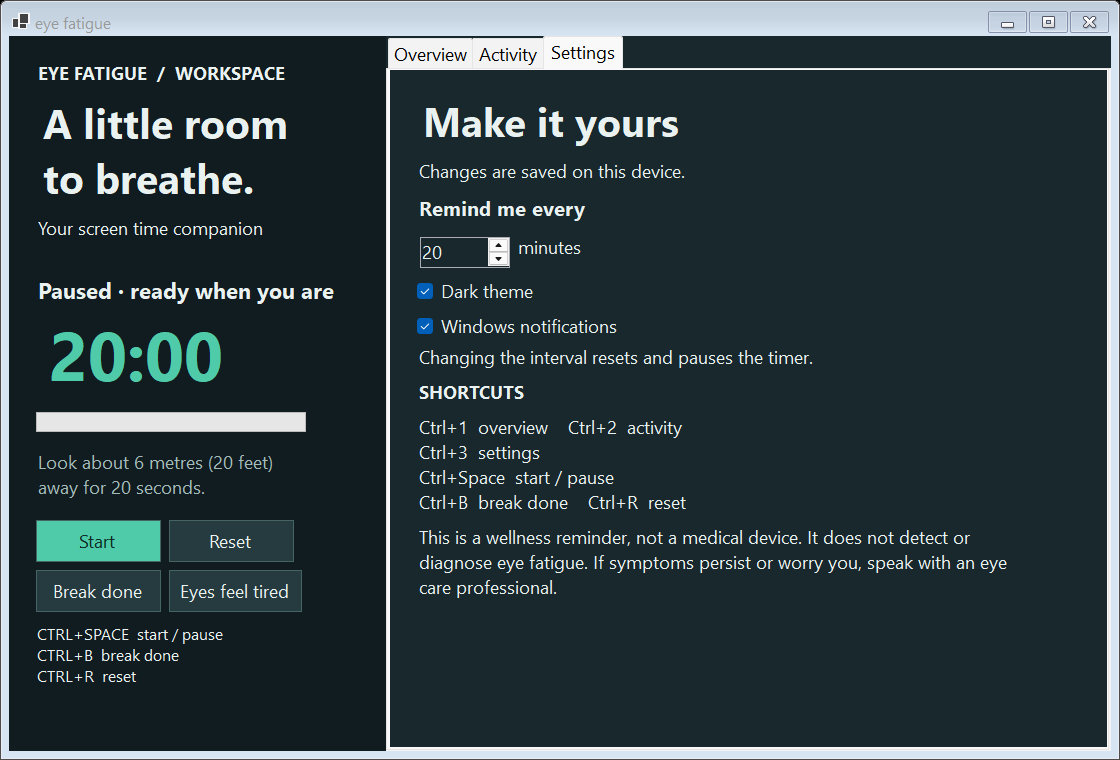 eye fatigue
EYE FATIGUE / WORKSPACE
A little room
to breathe.
Your screen time companion
Paused · ready when you are
20:00
Look about 6 metres (20 feet)
away for 20 seconds.
Start
Reset
Break done
Eyes feel tired
CTRL+SPACE start / pause
CTRL+B break done
CTRL+R reset
Overview
Activity
Settings
Make it yours
Changes are saved on this device.
Remind me every
20
minutes
Dark theme
Windows notifications
Changing the interval resets and pauses the timer.
SHORTCUTS
Ctrl+1 overview Ctrl+2 activity
Ctrl+3 settings
Ctrl+Space start / pause
Ctrl+B break done Ctrl+R reset
This is a wellness reminder, not a medical device. It does not detect or
diagnose eye fatigue. If symptoms persist or worry you, speak with an eye
care professional.